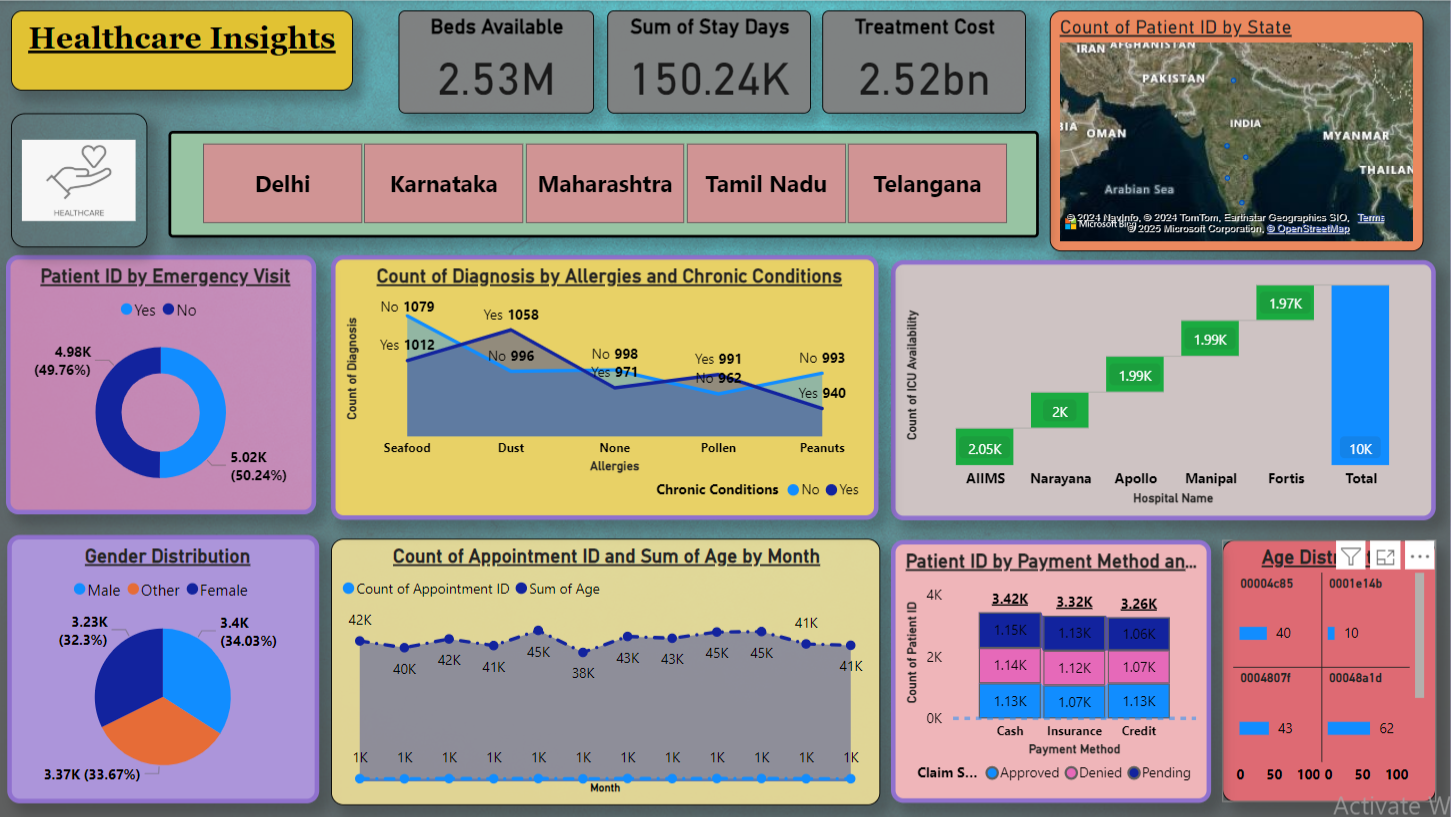 Healthcare Insights
Beds Available
2.53M
Sum of Stay Days
150.24K
Treatment Cost
2.52bn
Count of Patient ID by State
IRAN AFGHANISTAN
PAKISTAN
OMAN
INDIA
MYANMAR
THAILAN
Arabian Sea
© 2024 NavInfo, © 2024 TomTom, Earthstar Geographics SIO, Terms
Microsoft Bing
© 2025 Microsoft Corporation, © OpenStreetMap
HEALTHCARE
Delhi
Karnataka
Maharashtra
Tamil Nadu
Telangana
Patient ID by Emergency Visit
Yes No
4.98K
(49.76%)
5.02K
(50.24%)
Count of Diagnosis by Allergies and Chronic Conditions
Count of Diagnosis
No 1079
Yes 1012
Yes 1058
No 996
No 998
Yes 971
Yes 991
No 962
No 993
Yes 940
Seafood Dust None Pollen Peanuts
Allergies
Chronic Conditions No Yes
Count of ICU Availability
2.05K
2K
1.99K
1.99K
1.97K
10K
AIIMS Narayana Apollo Manipal Fortis Total
Hospital Name
Gender Distribution
Male Other Female
3.23K
(32.3%)
3.4K
(34.03%)
3.37K (33.67%)
Count of Appointment ID and Sum of Age by Month
Count of Appointment ID Sum of Age
42K 40K 42K 41K 45K 38K 43K 43K 45K 45K 41K 41K
1K 1K 1K 1K 1K 1K 1K 1K 1K 1K 1K 1K
Month
Patient ID by Payment Method an...
Count of Patient ID
4K
2K
0K
3.42K 3.32K 3.26K
1.15K 1.13K 1.06K
1.14K 1.12K 1.07K
1.13K 1.07K 1.13K
Cash Insurance Credit
Payment Method
Claim S... Approved Denied Pending
Age Dist
00004c85 0001e14b
40 10
0004807f 00048a1d
43 62
0 50 100 0 50 100
Activate W